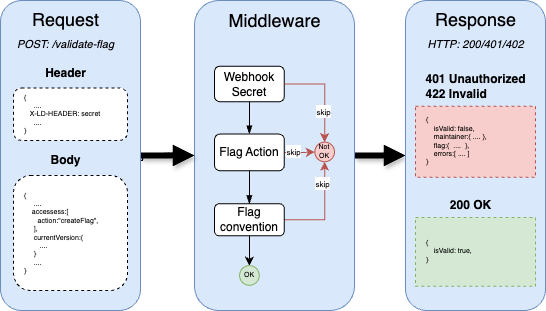 Request
POST: /validate-flag
Header
{
....
X-LD-HEADER: secret
....
}
Body
{
....
accessess:[
action:"createFlag",
],
currentVersion:{
....
}
....
}
Middleware
Webhook
Secret
skip
Flag Action
skip
Not
OK
skip
Flag
convention
OK
Response
HTTP: 200/401/402
401 Unauthorized
422 Invalid
{
isValid: false,
maintainer:{ .... },
flag:{ .... },
errors:[ .... ]
}
200 OK
{
isValid: true,
}